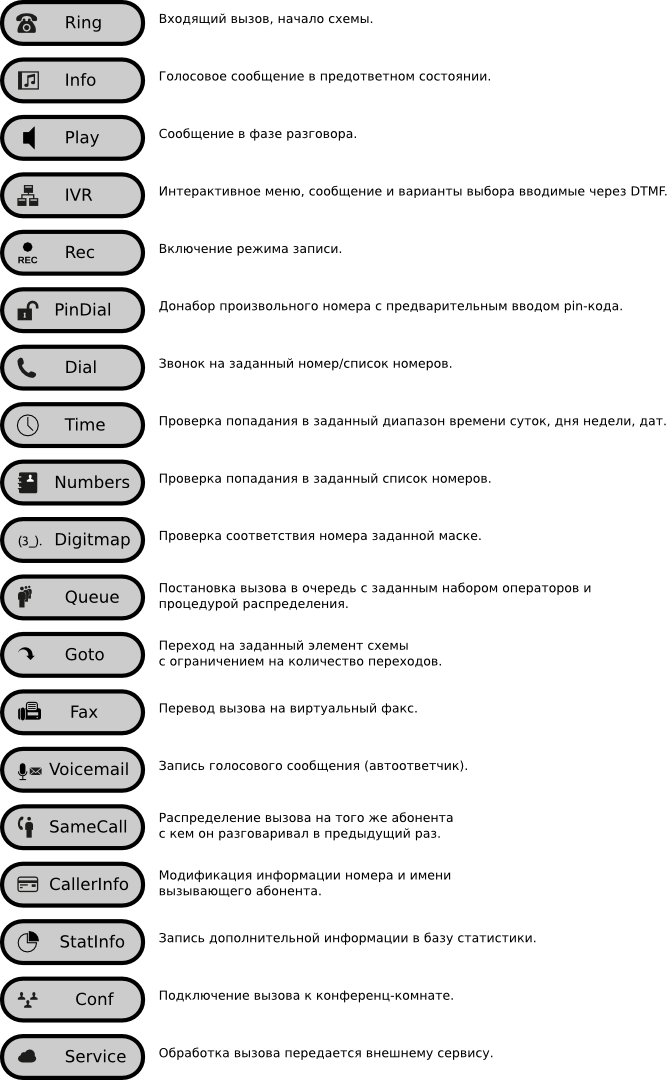 Ring
Входящий вызов, начало схемы.
Info
Голосовое сообщение в предответном состоянии.
Play
Сообщение в фазе разговора.
IVR
Интерактивное меню, сообщение и варианты выбора вводимые через DTMF.
REC
Rec
Включение режима записи.
PinDial
Донабор произвольного номера с предварительным вводом pin-кода.
Dial
Звонок на заданный номер/список номеров.
Time
Проверка попадания в заданный диапазон времени суток, дня недели, дат.
Numbers
Проверка попадания в заданный список номеров.
(3_). Digitmap
Проверка соответствия номера заданной маске.
Queue
Постановка вызова в очередь с заданным набором операторов и
процедурой распределения.
Goto
Переход на заданный элемент схемы
с ограничением на количество переходов.
Fax
Перевод вызова на виртуальный факс.
Voicemail
Запись голосового сообщения (автоответчик).
SameCall
Распределение вызова на того же абонента
с кем он разговаривал в предыдущий раз.
CallerInfo
Модификация информации номера и имени
вызывающего абонента.
StatInfo
Запись дополнительной информации в базу статистики.
Conf
Подключение вызова к конференц-комнате.
Service
Обработка вызова передается внешнему сервису.